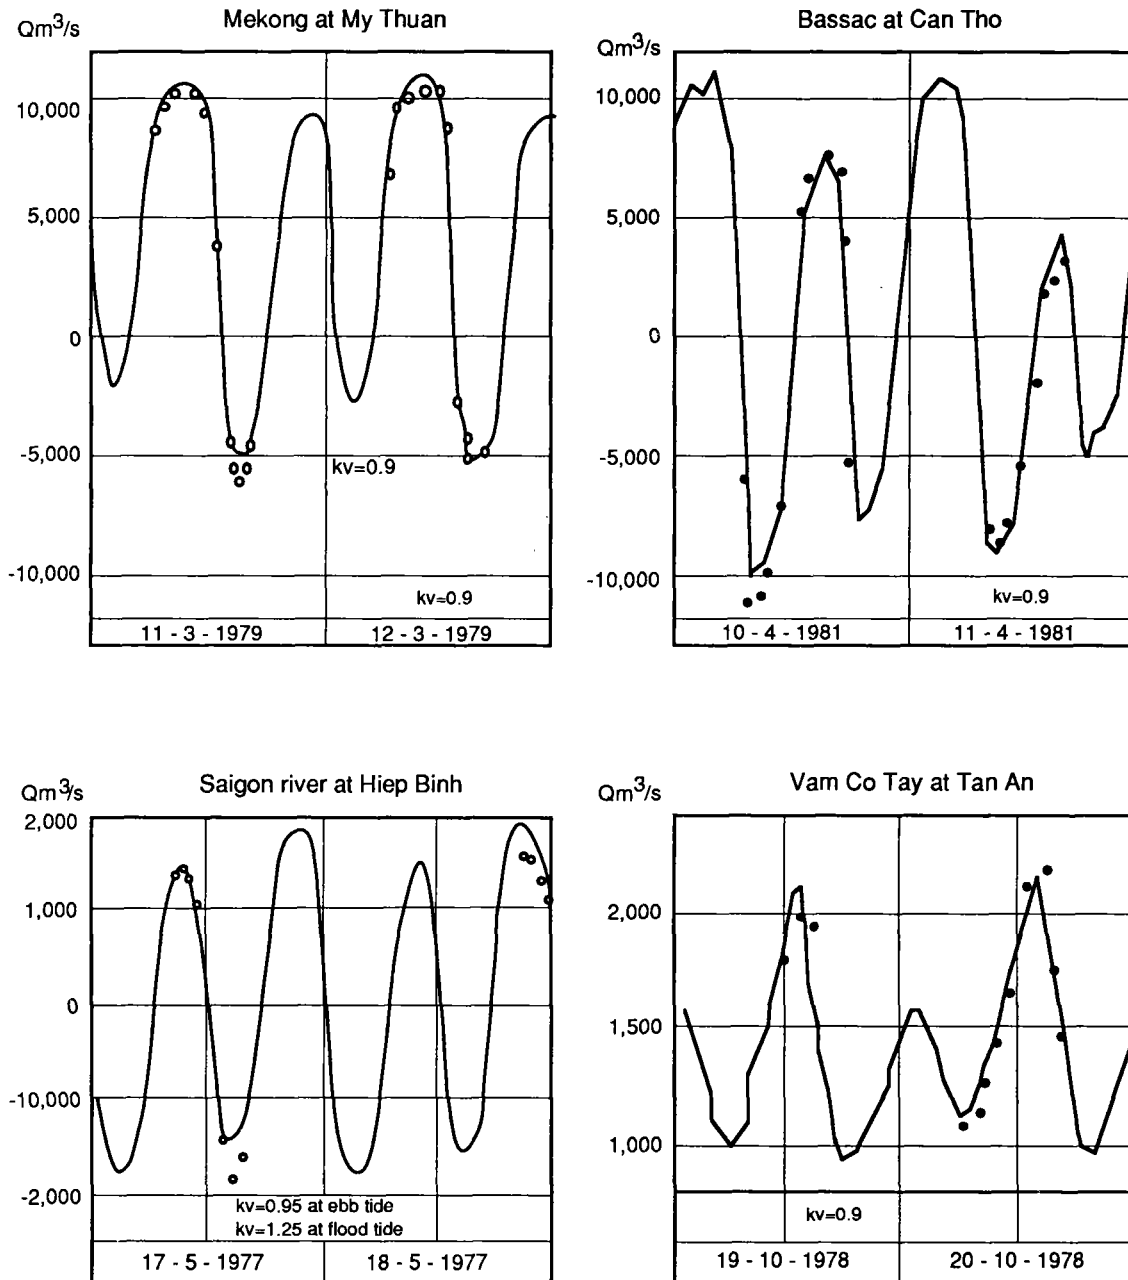 Mekong at My Thuan
Qm³/s
10,000
5,000
0
-5,000
-10,000
kv=0.9
kv=0.9
11 - 3 - 1979
12 - 3 - 1979
Bassac at Can Tho
Qm³/s
10,000
5,000
0
-5,000
-10,000
kv=0.9
10 - 4 - 1981
11 - 4 - 1981
Saigon river at Hiep Binh
Qm³/s
2,000
1,000
0
-10,000
-2,000
kv=0.95 at ebb tide
kv=1.25 at flood tide
17 - 5 - 1977
18 - 5 - 1977
Vam Co Tay at Tan An
Qm³/s
2,000
1,500
1,000
kv=0.9
19 - 10 - 1978
20 - 10 - 1978